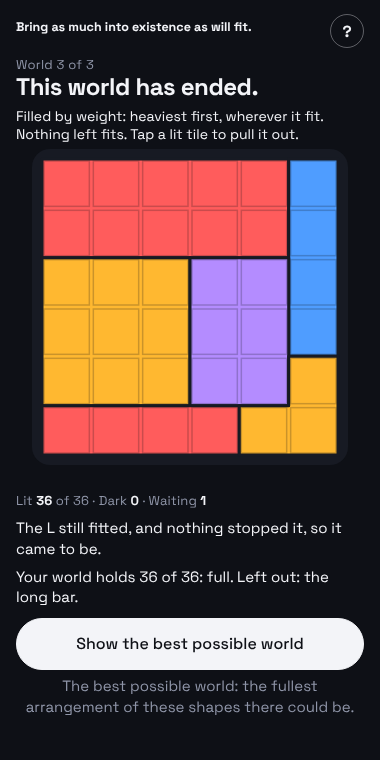 Bring as much into existence as will fit.
?
World 3 of 3
This world has ended.
Filled by weight: heaviest first, wherever it fit.
Nothing left fits. Tap a lit tile to pull it out.
Lit 36 of 36 · Dark 0 · Waiting 1
The L still fitted, and nothing stopped it, so it
came to be.
Your world holds 36 of 36: full. Left out: the
long bar.
Show the best possible world
The best possible world: the fullest
arrangement of these shapes there could be.